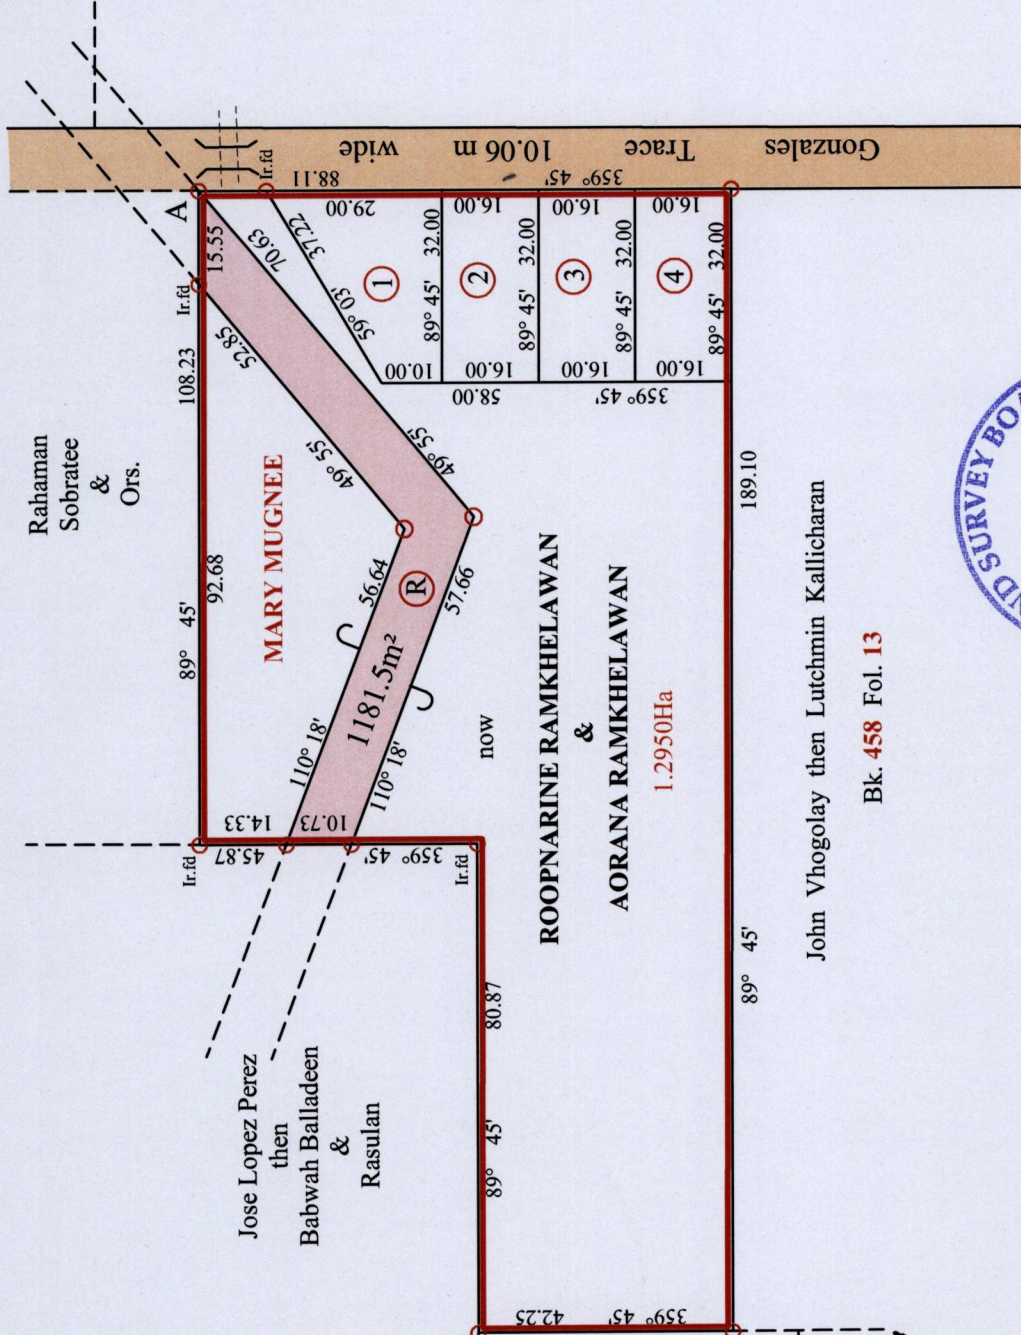 Rahaman
Sobratee
&
Ors.
Gonzales Trace 10.06 m wide
A
Ir.fd
Ir.fd
88.11
359° 45'
15.55
108.23
89° 45'
92.68
70.63
37.22
59° 03'
29.00
16.00
16.00
16.00
1
2
3
4
89° 45' 32.00
89° 45' 32.00
89° 45' 32.00
89° 45' 32.00
10.00
16.00
16.00
16.00
58.00
359° 45'
52.85
49° 55'
49° 55'
MARY MUGNEE
56.64
R
57.66
1181.5m²
110° 18'
110° 18'
Ir.fd
14.33
10.73
45.87
359° 45'
Ir.fd
now
ROOPNARINE RAMKHELAWAN
&
AORANA RAMKHELAWAN
1.2950Ha
Jose Lopez Perez
then
Babwah Balladeen
&
Rasulan
89° 45' 80.87
359° 45' 42.25
89° 45' 189.10
John Vhogolay then Lutchmin Kallicharan
Bk. 458 Fol. 13
SURVEY